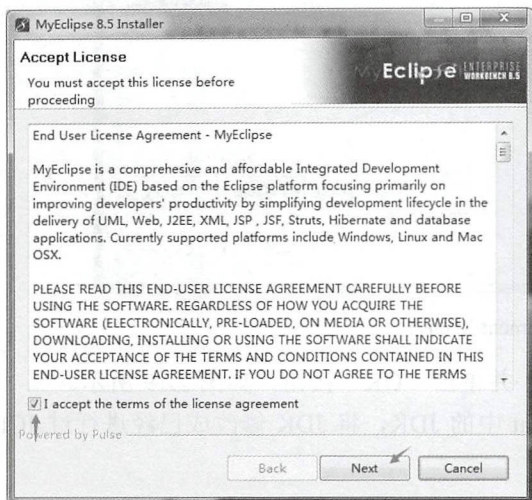 MyEclipse 8.5 Installer
Accept License
You must accept this license before
proceeding
MyEclipse ENTERPRISE
WORKBENCH 8.5
End User License Agreement - MyEclipse
MyEclipse is a comprehesive and affordable Integrated Development
Environment (IDE) based on the Eclipse platform focusing primarily on
improving developers' productivity by simplifying development lifecycle in the
delivery of UML, Web, J2EE, XML, JSP , JSF, Struts, Hibernate and database
applications. Currently supported platforms include Windows, Linux and Mac
OSX.
PLEASE READ THIS END-USER LICENSE AGREEMENT CAREFULLY BEFORE
USING THE SOFTWARE. REGARDLESS OF HOW YOU ACQUIRE THE
SOFTWARE (ELECTRONICALLY, PRE-LOADED, ON MEDIA OR OTHERWISE),
DOWNLOADING, INSTALLING OR USING THE SOFTWARE SHALL INDICATE
YOUR ACCEPTANCE OF THE TERMS AND CONDITIONS CONTAINED IN THIS
END-USER LICENSE AGREEMENT. IF YOU DO NOT AGREE TO THE TERMS
I accept the terms of the license agreement
Powered by Pulse
Back Next Cancel